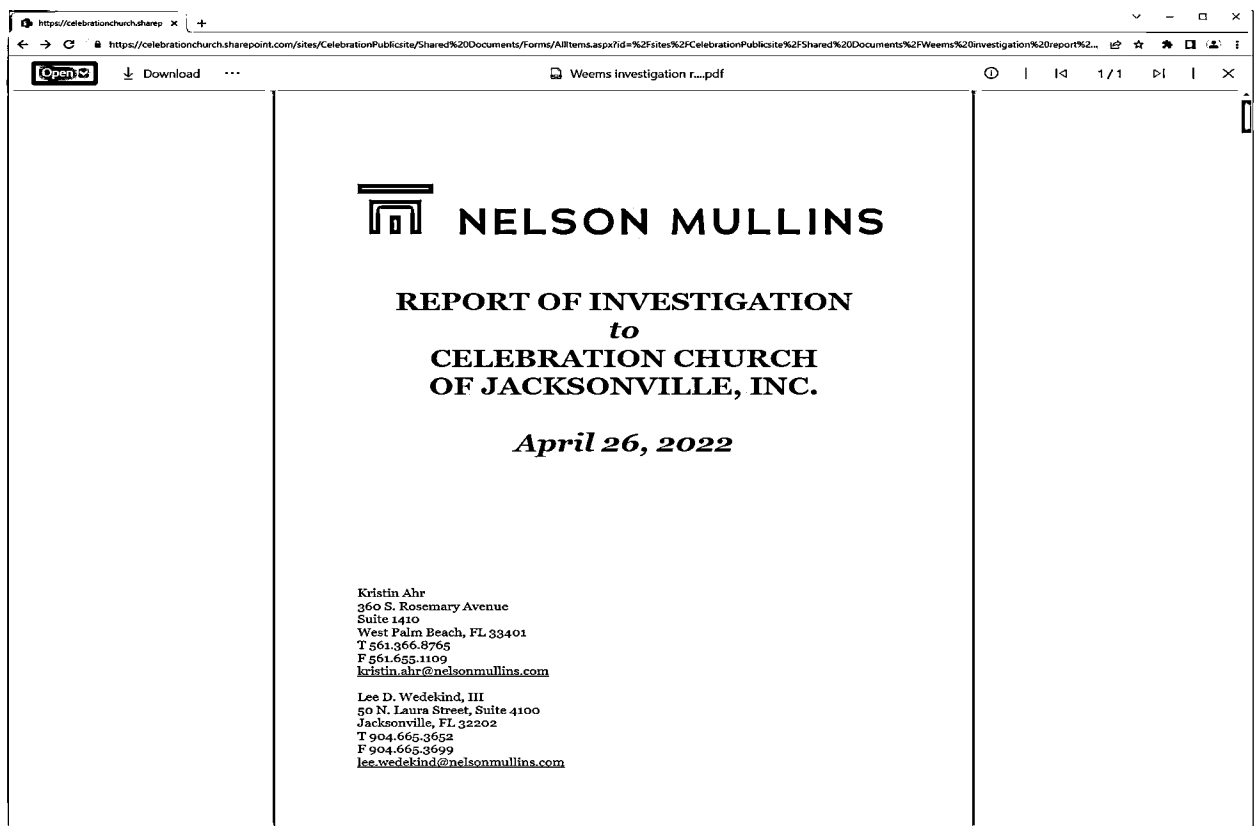 https://celebrationchurch.sharep
https://celebrationchurch.sharepoint.com/sites/CelebrationPublicsite/Shared%20Documents/Forms/AllItems.aspx?id=%2Fsites%2FCelebrationPublicsite%2FShared%20Documents%2FWeems%20investigation%20report%2...
Open Download ... Weems investigation r....pdf 1 / 1
NELSON MULLINS
REPORT OF INVESTIGATION
to
CELEBRATION CHURCH
OF JACKSONVILLE, INC.
April 26, 2022
Kristin Ahr
360 S. Rosemary Avenue
Suite 1410
West Palm Beach, FL 33401
T 561.366.8765
F 561.655.1109
kristin.ahr@nelsonmullins.com
Lee D. Wedekind, III
50 N. Laura Street, Suite 4100
Jacksonville, FL 32202
T 904.665.3652
F 904.665.3699
lee.wedekind@nelsonmullins.com